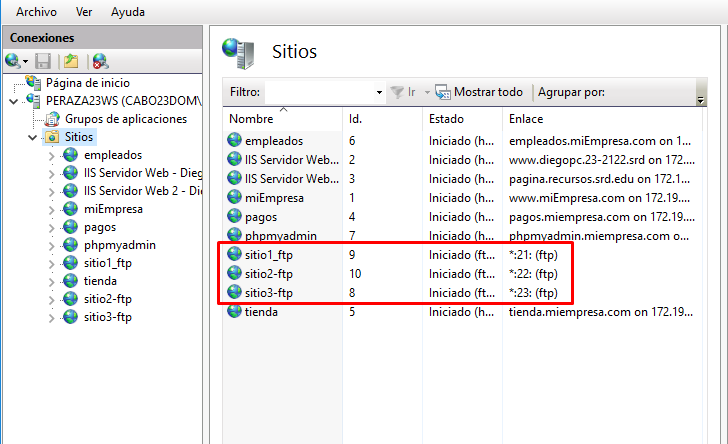 Archivo Ver Ayuda
Conexiones
Página de inicio
PERAZA23WS (CABO23DOM\
Grupos de aplicaciones
Sitios
empleados
IIS Servidor Web - Dieg
IIS Servidor Web 2 - Dieg
miEmpresa
pagos
phpmyadmin
sitio1_ftp
tienda
sitio2-ftp
sitio3-ftp
Sitios
Filtro: Ir Mostrar todo Agrupar por:
Nombre Id. Estado Enlace
empleados 6 Iniciado (h... empleados.miEmpresa.com on 1...
IIS Servidor Web... 2 Iniciado (h... www.diegopc.23-2122.srd on 172...
IIS Servidor Web... 3 Iniciado (h... pagina.recursos.srd.edu on 172.1...
miEmpresa 1 Iniciado (h... www.miEmpresa.com on 172.19...
pagos 4 Iniciado (h... pagos.miempresa.com on 172.19...
phpmyadmin 7 Iniciado (h... phpmyadmin.miempresa.com on...
sitio1_ftp 9 Iniciado (ft... *:21: (ftp)
sitio2-ftp 10 Iniciado (ft... *:22: (ftp)
sitio3-ftp 8 Iniciado (ft... *:23: (ftp)
tienda 5 Iniciado (h... tienda.miempresa.com on 172.19...